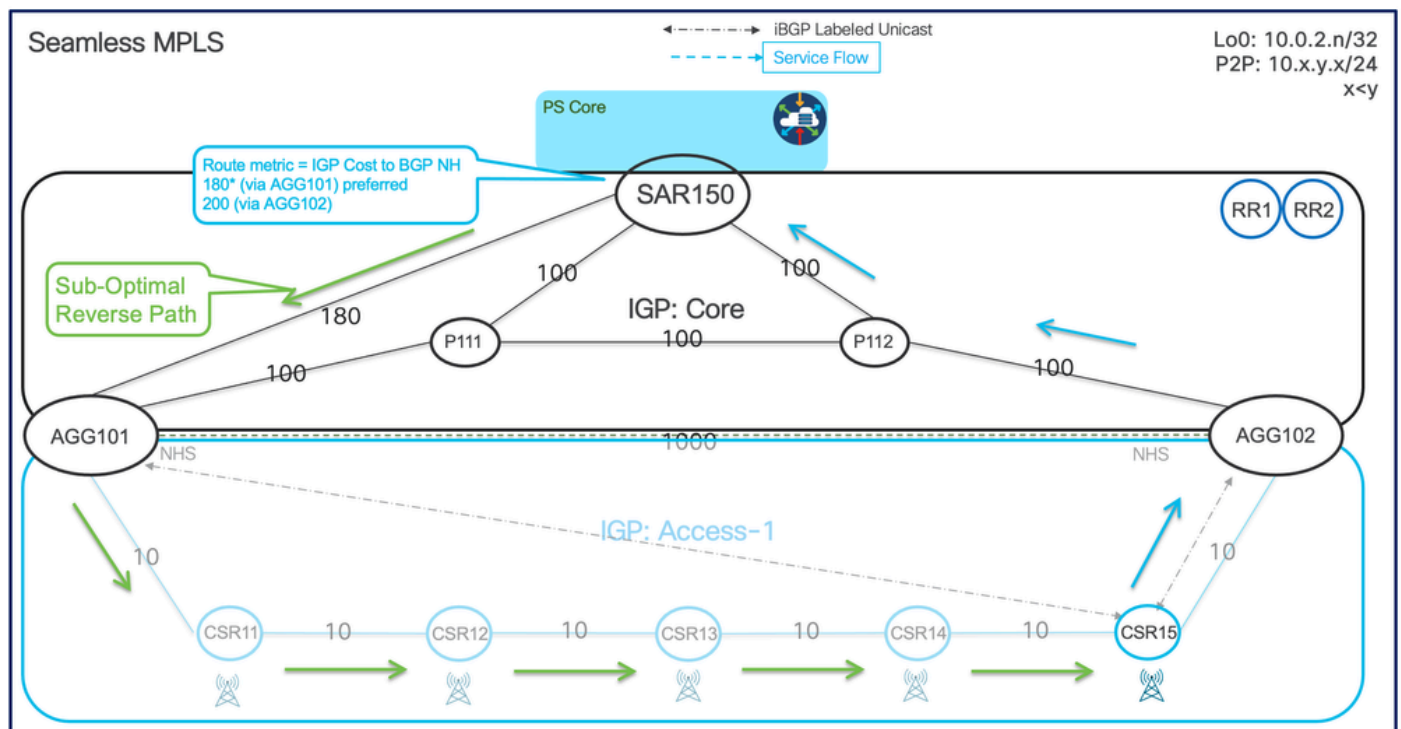 Seamless MPLS
iBGP Labeled Unicast
Service Flow
Lo0: 10.0.2.n/32
P2P: 10.x.y.x/24
x<y
PS Core
Route metric = IGP Cost to BGP NH
180* (via AGG101) preferred
200 (via AGG102)
SAR150
RR1
RR2
Sub-Optimal
Reverse Path
100
100
180
IGP: Core
P111
100
P112
100
100
AGG101
1000
AGG102
NHS
NHS
IGP: Access-1
10
10
CSR11
10
CSR12
10
CSR13
10
CSR14
10
CSR15